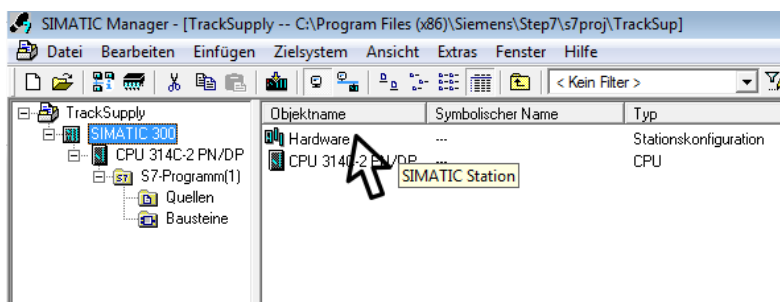 SIMATIC Manager - [TrackSupply -- C:\Program Files (x86)\Siemens\Step7\s7proj\TrackSup]
Datei Bearbeiten Einfügen Zielsystem Ansicht Extras Fenster Hilfe
< Kein Filter >
TrackSupply
SIMATIC 300
CPU 314C-2 PN/DP
S7-Programm(1)
Quellen
Bausteine
Objektname Symbolischer Name Typ
Hardware --- Stationskonfiguration
CPU 314C-2 PN/DP --- CPU
SIMATIC Station